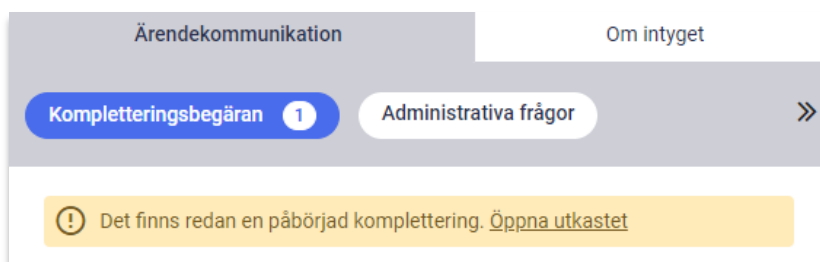 Ärendekommunikation Om intyget
Kompletteringsbegäran 1 Administrativa frågor
Det finns redan en påbörjad komplettering. Öppna utkastet